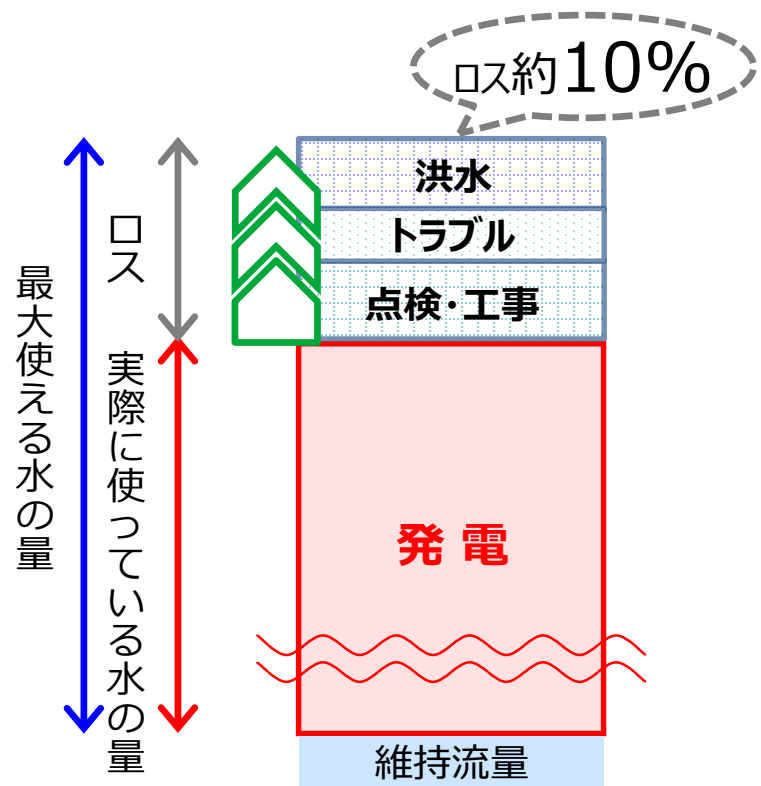 ロス約10%
洪水
トラブル
点検・工事
ロス
最大使える水の量
実際に使っている水の量
発電
維持流量